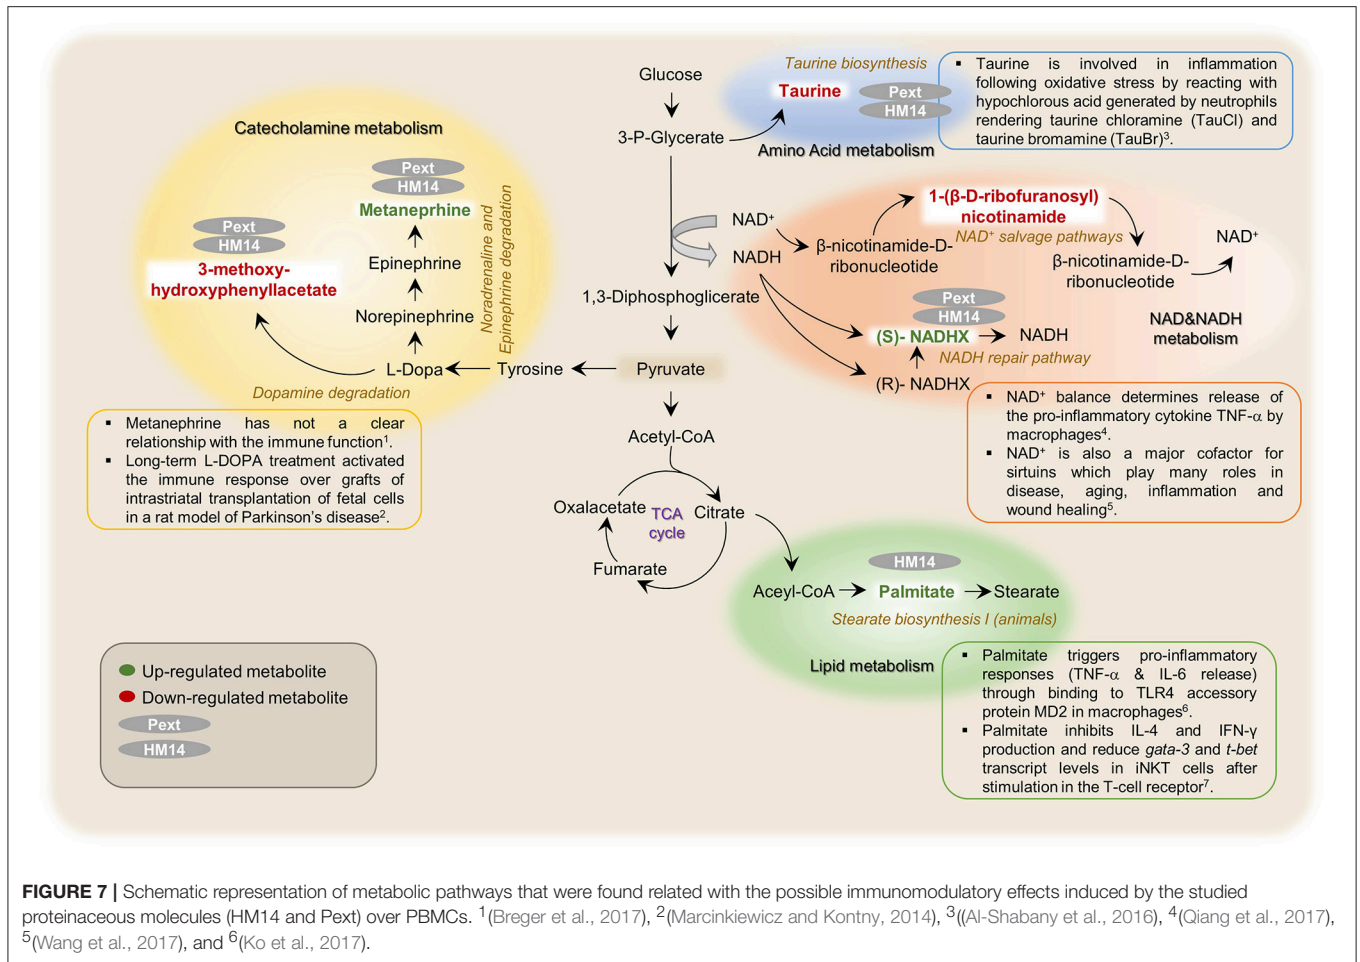 Glucose
3-P-Glycerate
Taurine biosynthesis
Taurine
Pext
HM14
Amino Acid metabolism
▪ Taurine is involved in inflammation
following oxidative stress by reacting with
hypochlorous acid generated by neutrophils
rendering taurine chloramine (TauCl) and
taurine bromamine (TauBr)3.
Catecholamine metabolism
Pext
HM14
Metaneprhine
Epinephrine
Norepinephrine
L-Dopa
Noradrenaline and
Epinephrine degradation
Pext
HM14
3-methoxy-
hydroxyphenyllacetate
Dopamine degradation
Tyrosine
Pyruvate
▪ Metanephrine has not a clear
relationship with the immune function1.
▪ Long-term L-DOPA treatment activated
the immune response over grafts of
intrastriatal transplantation of fetal cells
in a rat model of Parkinson's disease2.
NAD+
NADH
1,3-Diphosphoglicerate
β-nicotinamide-D-
ribonucleotide
1-(β-D-ribofuranosyl)
nicotinamide
NAD+ salvage pathways
β-nicotinamide-D-
ribonucleotide
NAD+
Pext
HM14
(S)- NADHX
NADH
NADH repair pathway
(R)- NADHX
NAD&NADH
metabolism
▪ NAD+ balance determines release of
the pro-inflammatory cytokine TNF-α by
macrophages4.
▪ NAD+ is also a major cofactor for
sirtuins which play many roles in
disease, aging, inflammation and
wound healing5.
Acetyl-CoA
Oxalacetate
TCA
cycle
Citrate
Fumarate
HM14
Aceyl-CoA
Palmitate
Stearate
Stearate biosynthesis I (animals)
Lipid metabolism
▪ Palmitate triggers pro-inflammatory
responses (TNF-α & IL-6 release)
through binding to TLR4 accessory
protein MD2 in macrophages6.
▪ Palmitate inhibits IL-4 and IFN-γ
production and reduce gata-3 and t-bet
transcript levels in iNKT cells after
stimulation in the T-cell receptor7.
Up-regulated metabolite
Down-regulated metabolite
Pext
HM14
FIGURE 7 | Schematic representation of metabolic pathways that were found related with the possible immunomodulatory effects induced by the studied
proteinaceous molecules (HM14 and Pext) over PBMCs. 1(Breger et al., 2017), 2(Marcinkiewicz and Kontny, 2014), 3((Al-Shabany et al., 2016), 4(Qiang et al., 2017),
5(Wang et al., 2017), and 6(Ko et al., 2017).